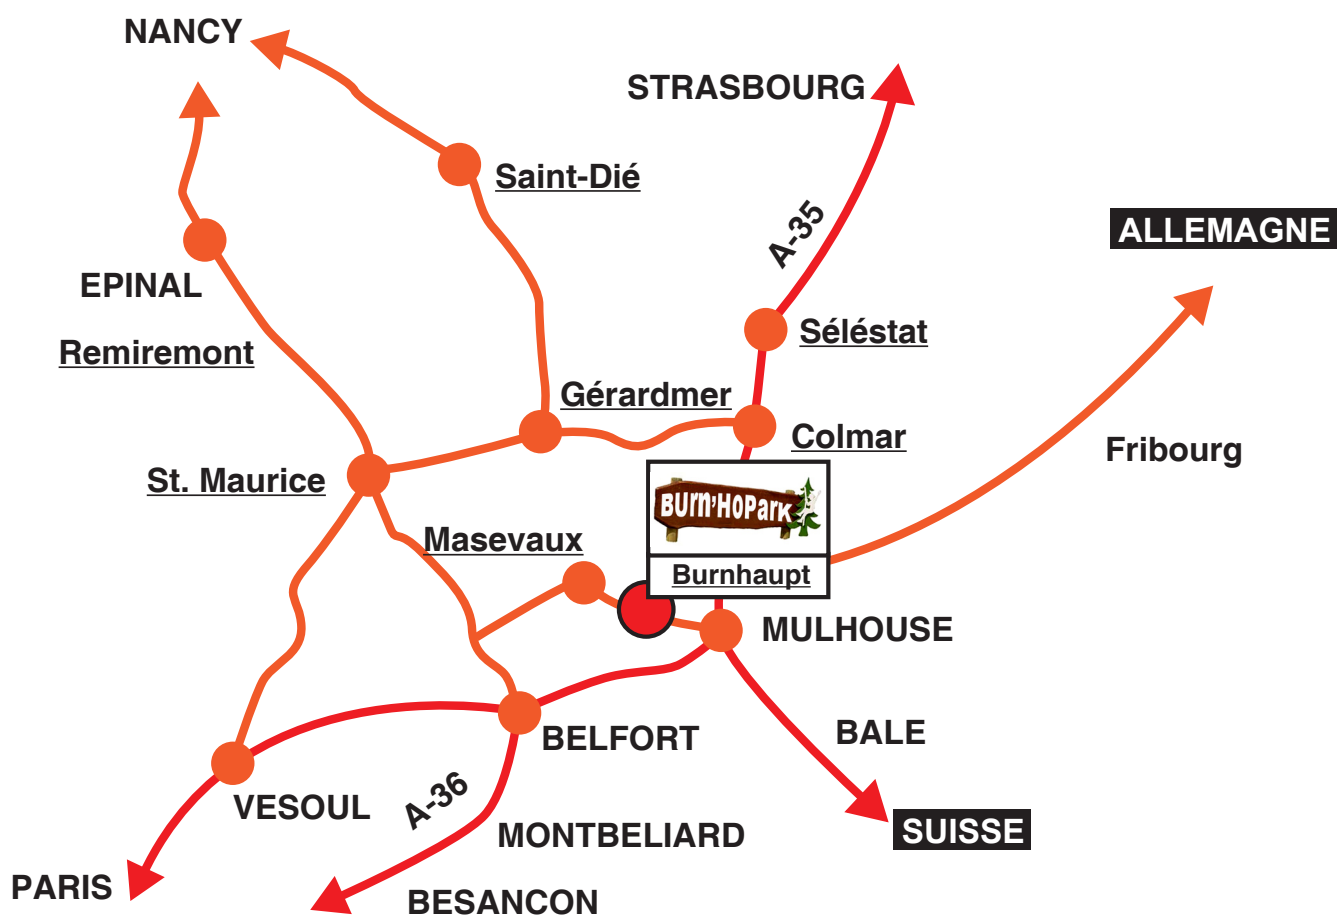 NANCY
STRASBOURG
Saint-Dié
A-35
ALLEMAGNE
EPINAL
Séléstat
Remiremont
Gérardmer
Colmar
Fribourg
St. Maurice
BUrn'HOParK
Masevaux
Burnhaupt
MULHOUSE
BALE
BELFORT
A-36
VESOUL
SUISSE
MONTBELIARD
PARIS
BESANCON